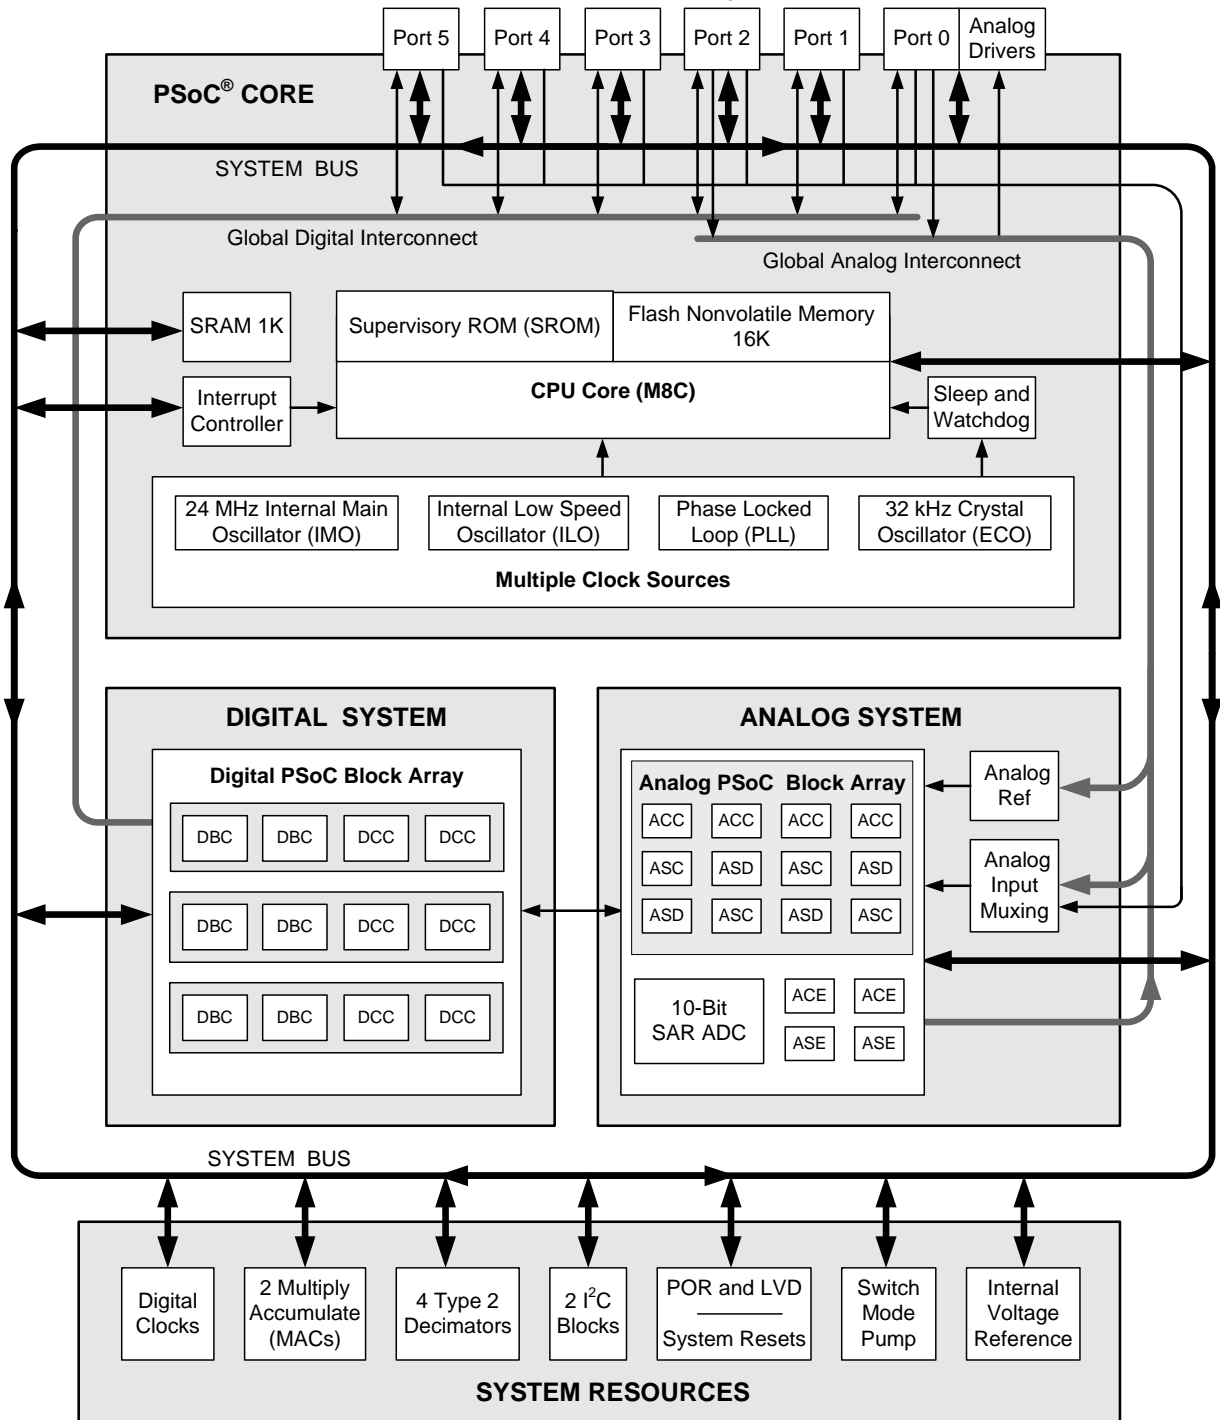 Port 5
Port 4
Port 3
Port 2
Port 1
Port 0
Analog
Drivers
PSoC® CORE
SYSTEM BUS
Global Digital Interconnect
Global Analog Interconnect
SRAM 1K
Supervisory ROM (SROM)
Flash Nonvolatile Memory
16K
CPU Core (M8C)
Interrupt
Controller
Sleep and
Watchdog
24 MHz Internal Main
Oscillator (IMO)
Internal Low Speed
Oscillator (ILO)
Phase Locked
Loop (PLL)
32 kHz Crystal
Oscillator (ECO)
Multiple Clock Sources
DIGITAL SYSTEM
Digital PSoC Block Array
DBC DBC DCC DCC
DBC DBC DCC DCC
DBC DBC DCC DCC
ANALOG SYSTEM
Analog PSoC Block Array
ACC ACC ACC ACC
ASC ASD ASC ASD
ASD ASC ASD ASC
10-Bit
SAR ADC
ACE ACE
ASE ASE
Analog
Ref
Analog
Input
Muxing
SYSTEM BUS
Digital
Clocks
2 Multiply
Accumulate
(MACs)
4 Type 2
Decimators
2 I²C
Blocks
POR and LVD
System Resets
Switch
Mode
Pump
Internal
Voltage
Reference
SYSTEM RESOURCES